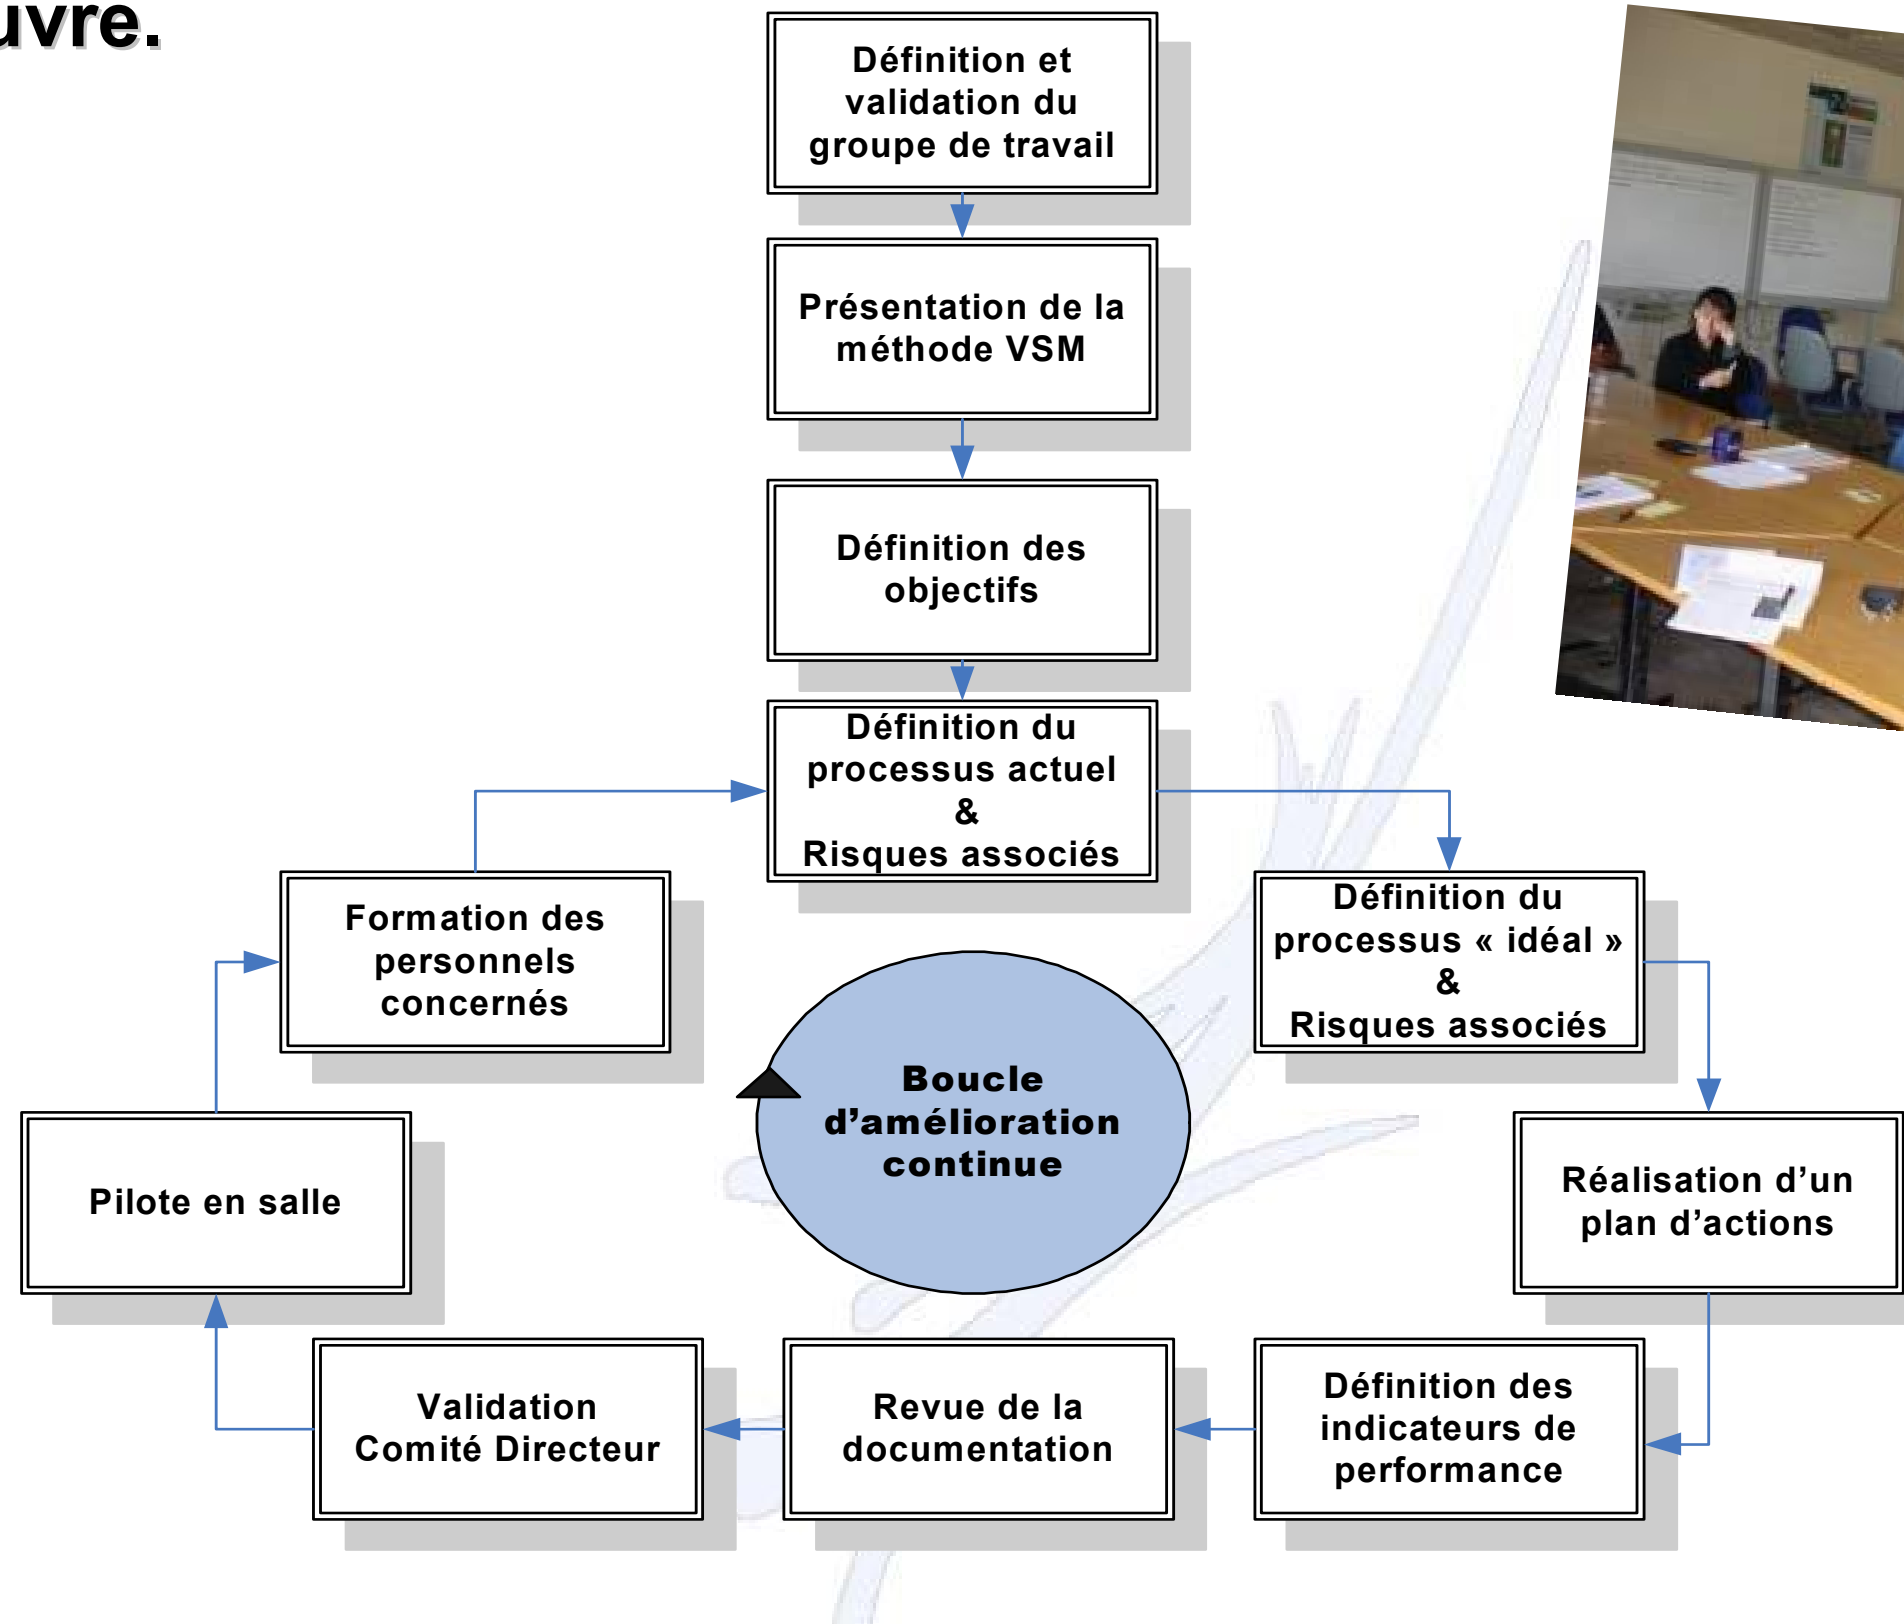 uvre.
Définition et
validation du
groupe de travail
Présentation de la
méthode VSM
Définition des
objectifs
Définition du
processus actuel
&
Risques associés
Définition du
processus « idéal »
&
Risques associés
Formation des
personnels
concernés
Boucle
d’amélioration
continue
Réalisation d’un
plan d’actions
Pilote en salle
Validation
Comité Directeur
Revue de la
documentation
Définition des
indicateurs de
performance